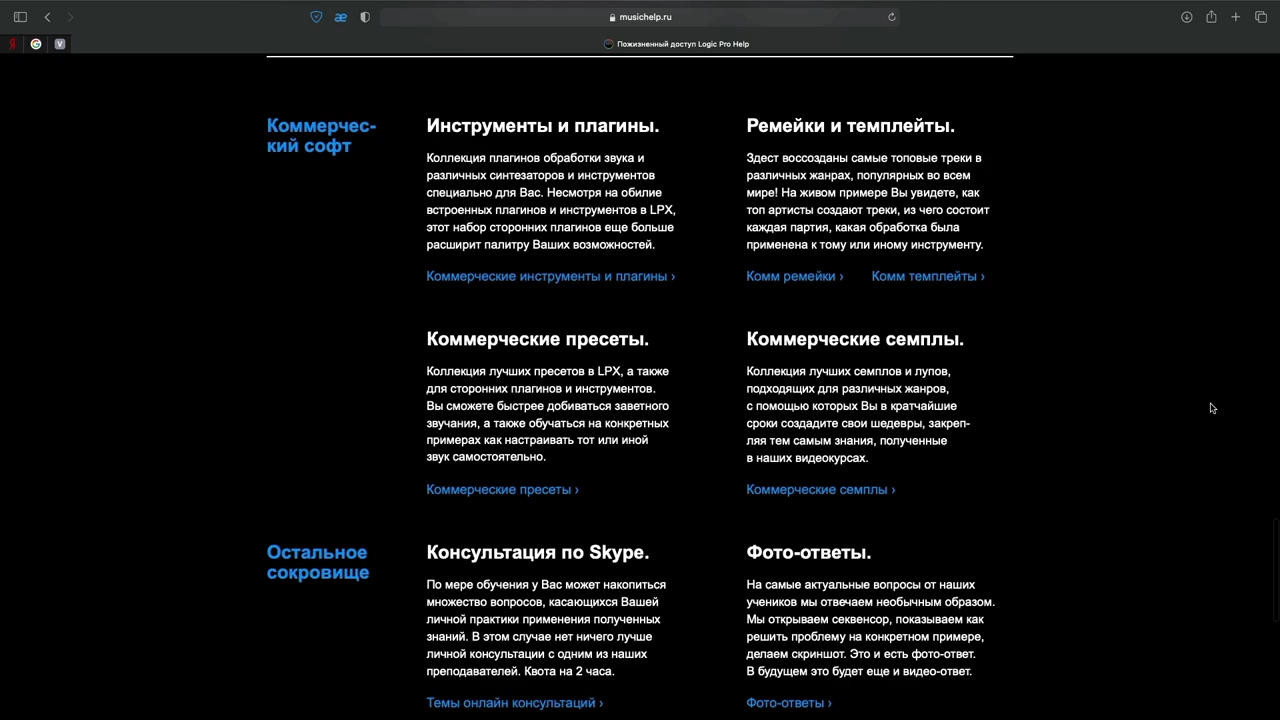 musichelp.ru
Я
G
V
Пожизненный доступ Logic Pro Help
Коммерчес-
кий софт
Инструменты и плагины.
Коллекция плагинов обработки звука и
различных синтезаторов и инструментов
специально для Вас. Несмотря на обилие
встроенных плагинов и инструментов в LPX,
этот набор сторонних плагинов еще больше
расширит палитру Ваших возможностей.
Коммерческие инструменты и плагины ›
Ремейки и темплейты.
Здест воссозданы самые топовые треки в
различных жанрах, популярных во всем
мире! На живом примере Вы увидете, как
топ артисты создают треки, из чего состоит
каждая партия, какая обработка была
применена к тому или иному инструменту.
Комм ремейки › Комм темплейты ›
Коммерческие пресеты.
Коллекция лучших пресетов в LPX, а также
для сторонних плагинов и инструментов.
Вы сможете быстрее добиваться заветного
звучания, а также обучаться на конкретных
примерах как настраивать тот или иной
звук самостоятельно.
Коммерческие пресеты ›
Коммерческие семплы.
Коллекция лучших семплов и лупов,
подходящих для различных жанров,
с помощью которых Вы в кратчайшие
сроки создадите свои шедевры, закреп-
ляя тем самым знания, полученные
в наших видеокурсах.
Коммерческие семплы ›
Остальное
сокровище
Консультация по Skype.
По мере обучения у Вас может накопиться
множество вопросов, касающихся Вашей
личной практики применения полученных
знаний. В этом случае нет ничего лучше
личной консультации с одним из наших
преподавателей. Квота на 2 часа.
Темы онлайн консультаций ›
Фото-ответы.
На самые актуальные вопросы от наших
учеников мы отвечаем необычным образом.
Мы открываем секвенсор, показываем как
решить проблему на конкретном примере,
делаем скриншот. Это и есть фото-ответ.
В будущем это будет еще и видео-ответ.
Фото-ответы ›